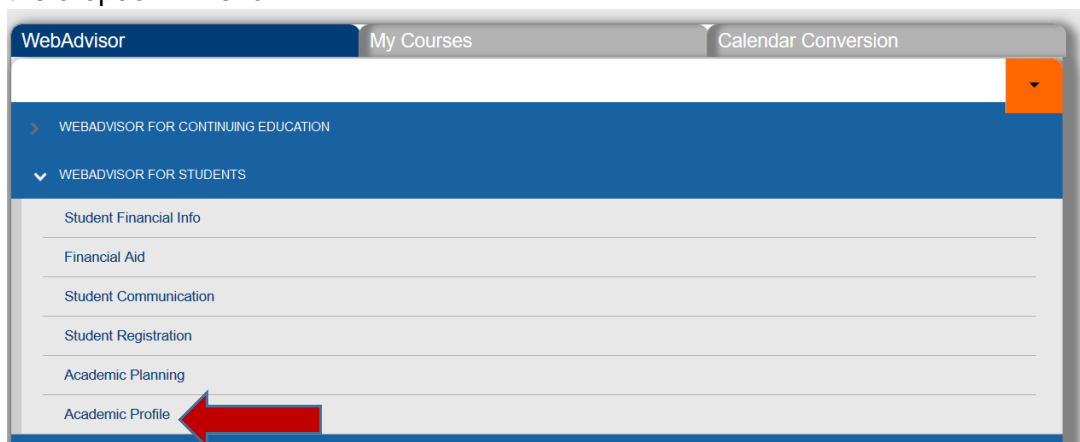 WebAdvisor My Courses Calendar Conversion
WEBADVISOR FOR CONTINUING EDUCATION
WEBADVISOR FOR STUDENTS
Student Financial Info
Financial Aid
Student Communication
Student Registration
Academic Planning
Academic Profile